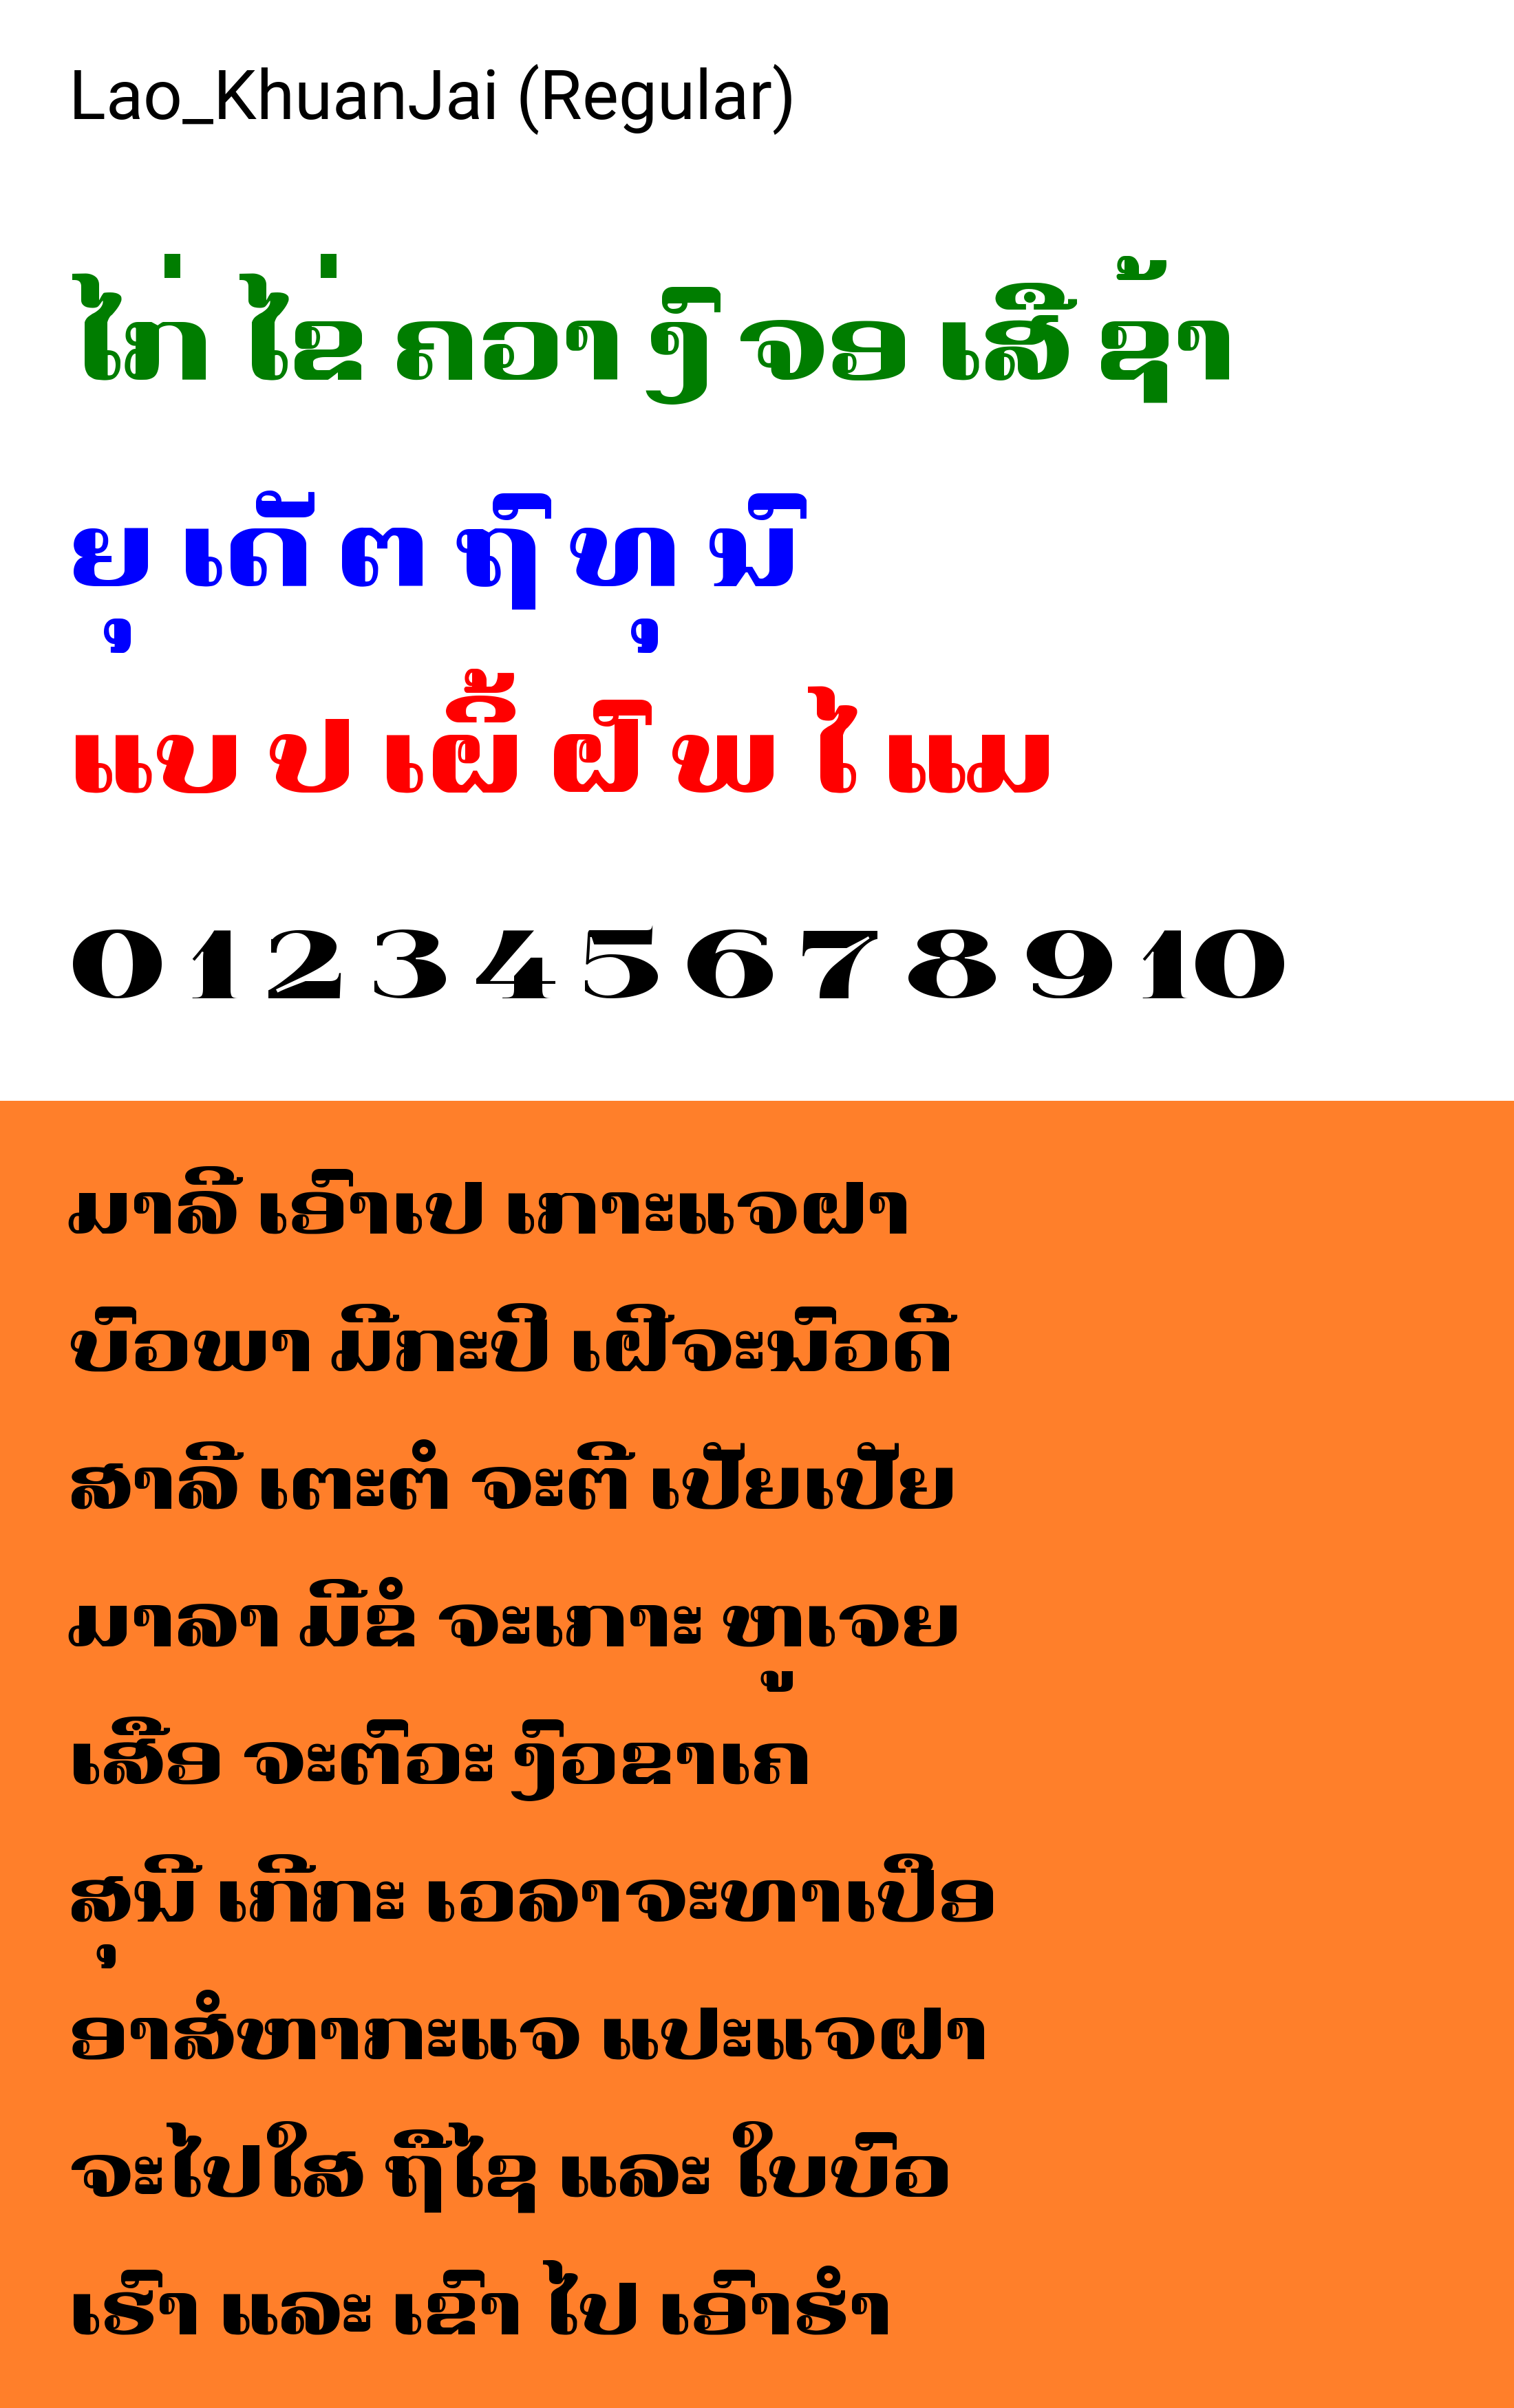 Lao_KhuanJai (Regular)
ໄກ່ ໄຂ່ ຄວາ ງົ ຈອ ເສື ຊ້າ
ຍຸ ເດັ ຕ ຖົ ທຸ ນົ
ແບ ປ ເຜິ້ ຝົ ພ ໄ ແມ
0 1 2 3 4 5 6 7 8 9 10
ມາລີ ເອົາເປ ເກາະແຈຝາ
ບົວພາ ມີກະປິ ເຝີຈະນົວດີ
ສາລີ ເຕະຕໍ ຈະຕີ ເປັຍເປັຍ
ມາລາ ມີຂໍ ຈະເກາະ ຫູເຈຍ
ເສືອ ຈະຕົວະ ງົວຂາເຄ
ສຸນີ ເກີກະ ເວລາຈະທາເປືອ
ອາສໍຫາກະແຈ ແປະແຈຝາ
ຈະໄປໃສ ຖືໄຊ ແລະ ໃບບົວ
ເຮົາ ແລະ ເຂົາ ໄປ ເອົາຮໍາ